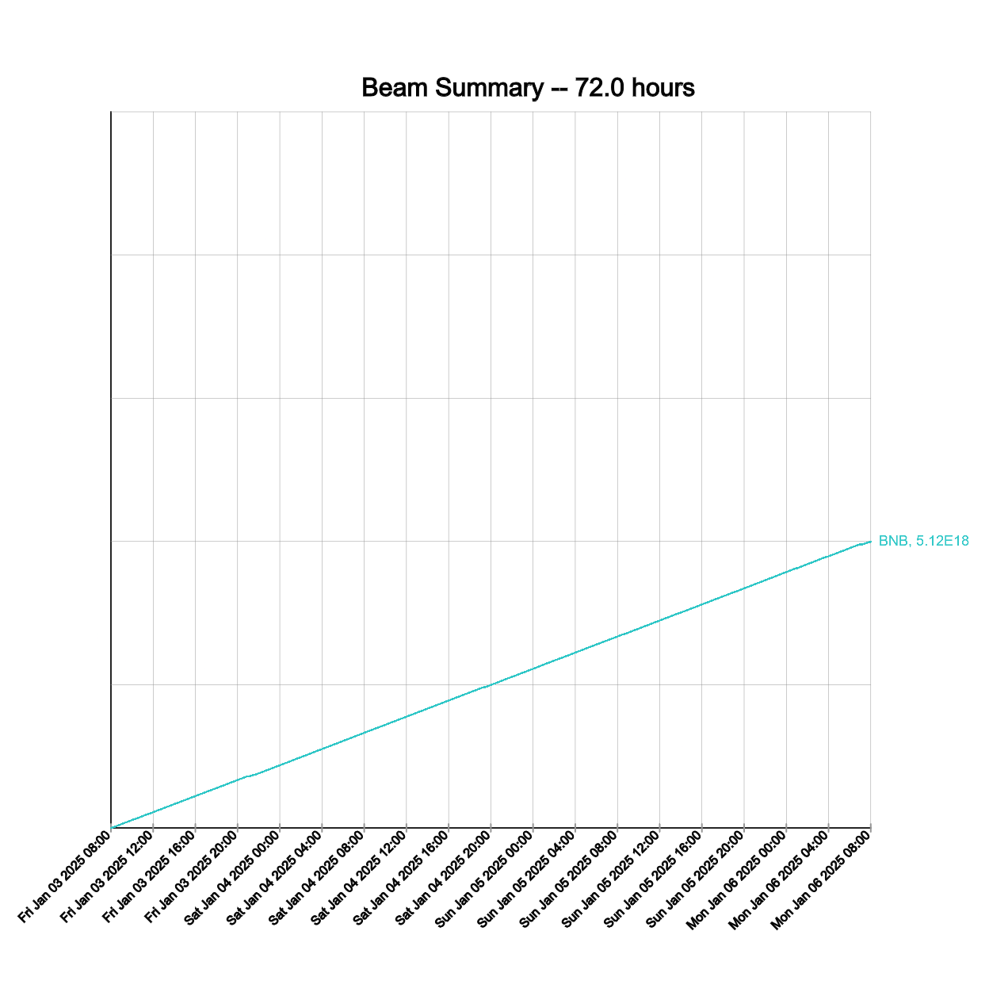 Beam Summary -- 72.0 hours
BNB, 5.12E18
Fri Jan 03 2025 08:00
Fri Jan 03 2025 12:00
Fri Jan 03 2025 16:00
Fri Jan 03 2025 20:00
Sat Jan 04 2025 00:00
Sat Jan 04 2025 04:00
Sat Jan 04 2025 08:00
Sat Jan 04 2025 12:00
Sat Jan 04 2025 16:00
Sat Jan 04 2025 20:00
Sun Jan 05 2025 00:00
Sun Jan 05 2025 04:00
Sun Jan 05 2025 08:00
Sun Jan 05 2025 12:00
Sun Jan 05 2025 16:00
Sun Jan 05 2025 20:00
Mon Jan 06 2025 00:00
Mon Jan 06 2025 04:00
Mon Jan 06 2025 08:00